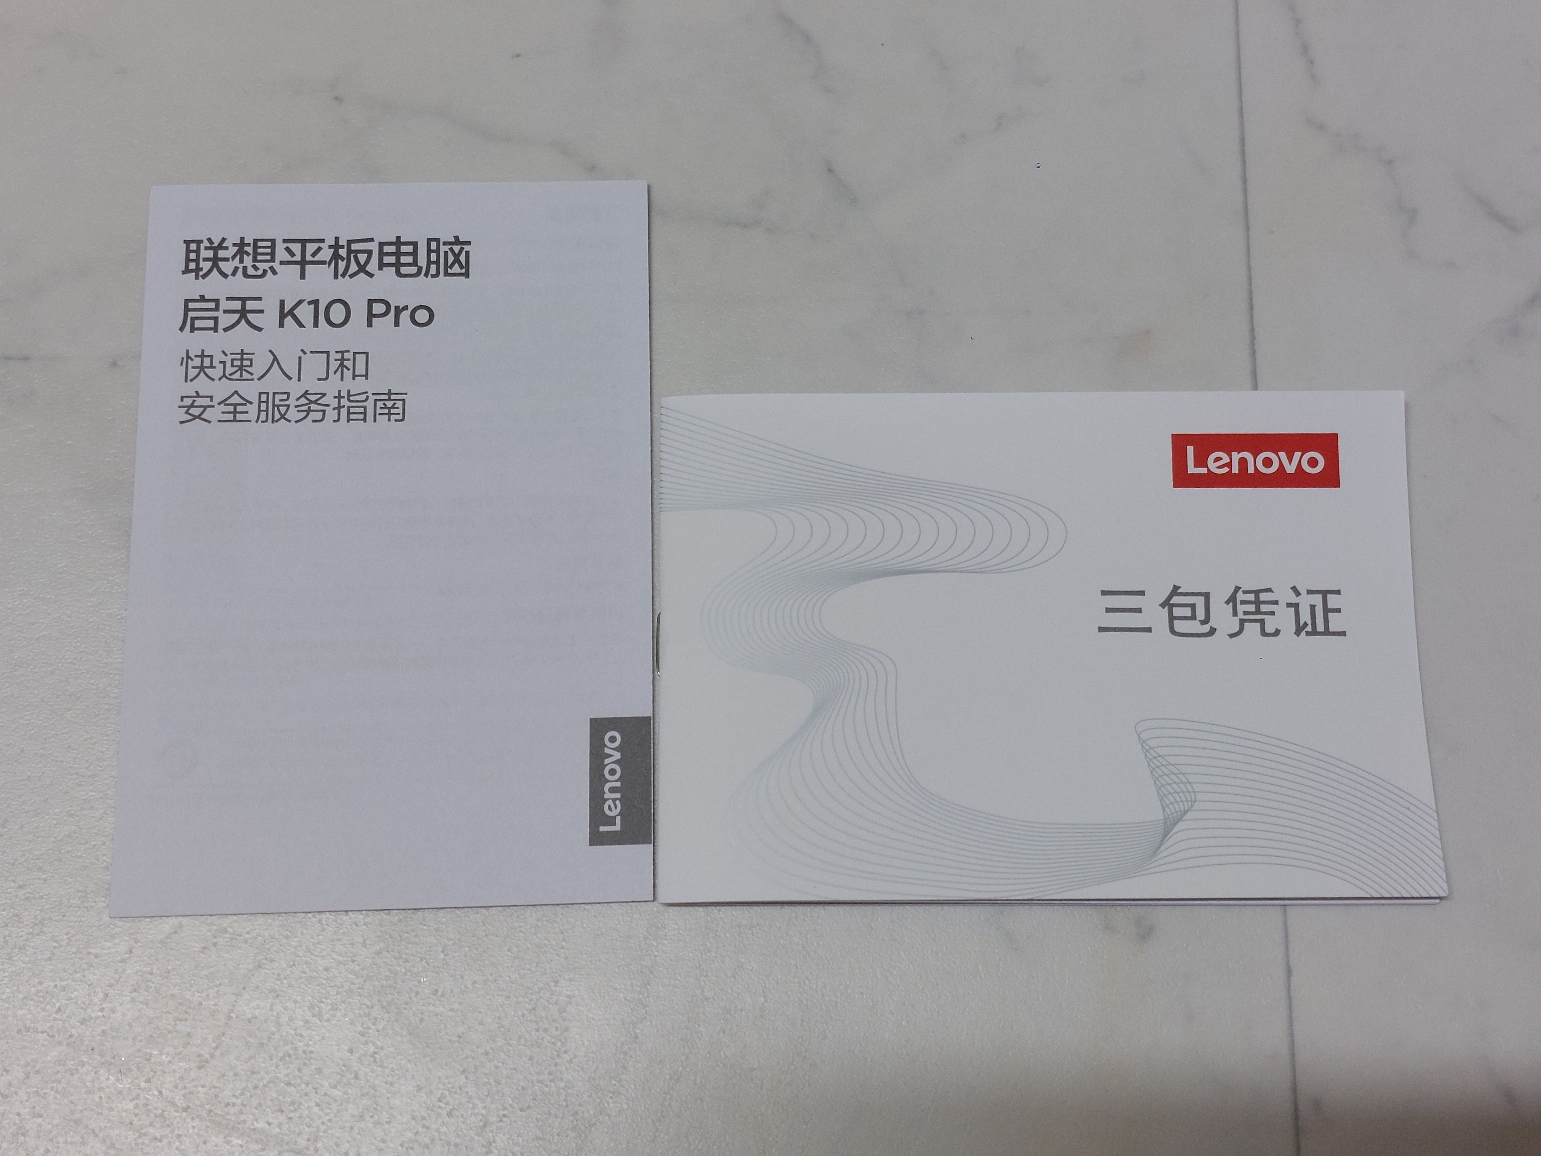 联想平板电脑
启天 K10 Pro
快速入门和
安全服务指南
Lenovo
Lenovo
三包凭证